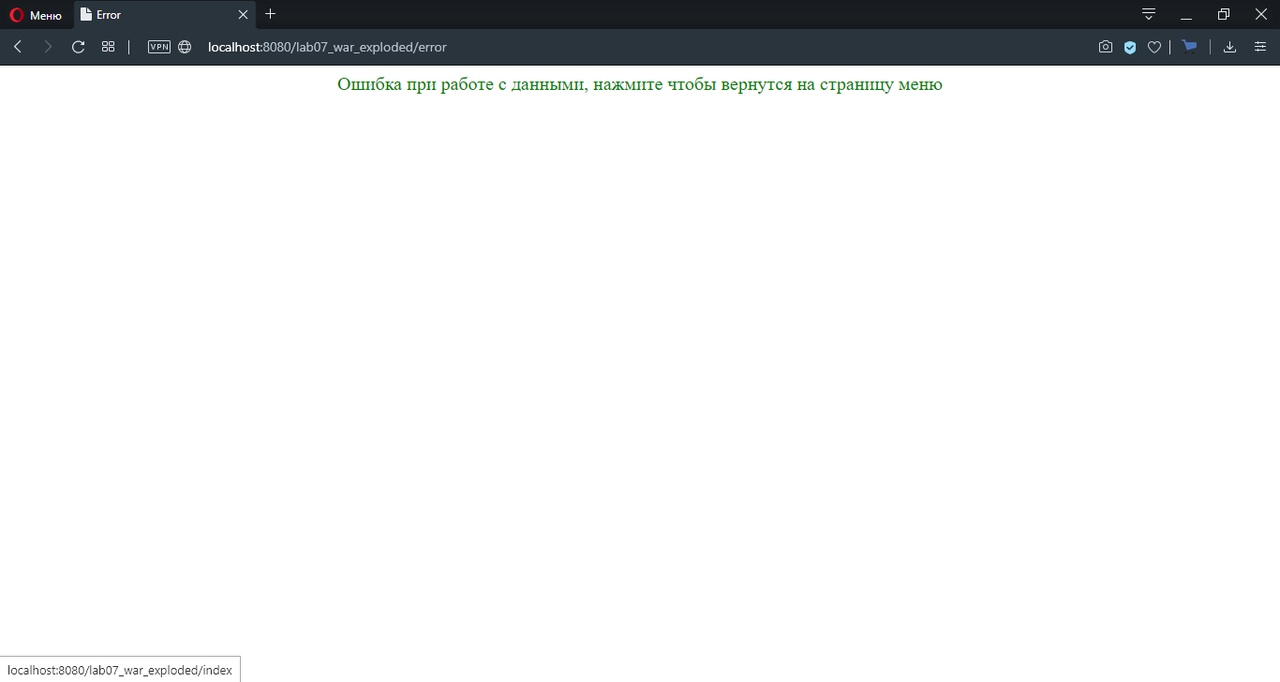 Меню
Error
VPN
localhost:8080/lab07_war_exploded/error
Ошибка при работе с данными, нажмите чтобы вернутся на страницу меню
localhost:8080/lab07_war_exploded/index